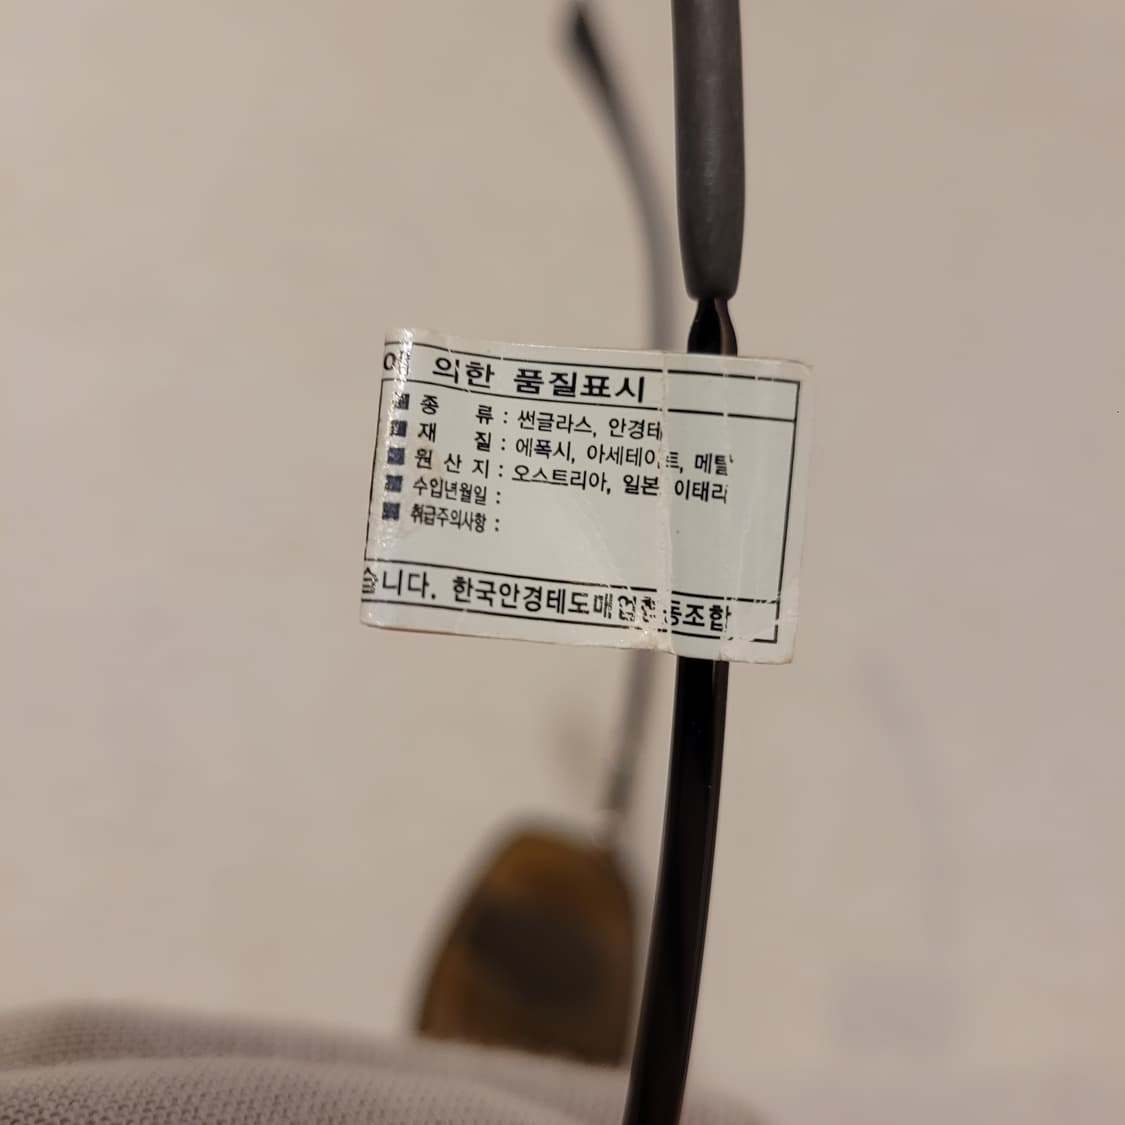 의한 품질표시
종 류 : 썬글라스, 안경테
재 질 : 에폭시, 아세테이트, 메탈
원 산 지 : 오스트리아, 일본, 이태리
수입년월일 :
취급주의사항 :
습니다. 한국안경테도매업협동조합